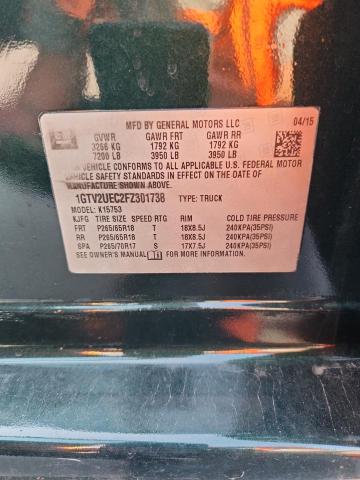 MFD BY GENERAL MOTORS LLC 04/15
GVWR GAWR FRT GAWR RR
3266 KG 1792 KG 1792 KG
7200 LB 3950 LB 3950 LB
THIS VEHICLE CONFORMS TO ALL APPLICABLE U.S. FEDERAL MOTOR
VEHICLE SAFETY STANDARDS IN EFFECT ON THE DATE OF MANUFACTURE
SHOWN ABOVE.
1GTV2UEC2FZ301738 TYPE: TRUCK
MODEL: K15753
KJFG TIRE SIZE SPEED RTG RIM COLD TIRE PRESSURE
FRT P265/65R18 T 18X8.5J 240KPA(35PSI)
RR P265/65R18 T 18X8.5J 240KPA(35PSI)
SPA P265/70R17 S 17X7.5J 240KPA(35PSI)
SEE OWNER'S MANUAL FOR MORE INFORMATION.